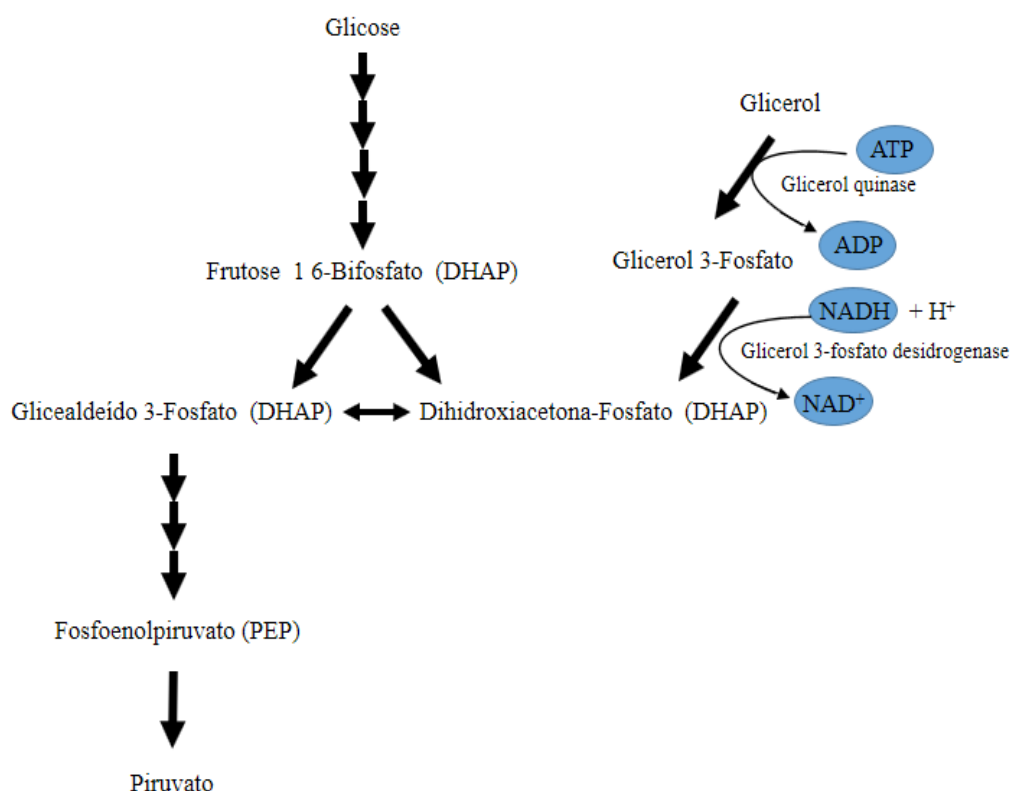 Glicose
Glicerol
ATP
Glicerol quinase
ADP
Glicerol 3-Fosfato
Frutose 1 6-Bifosfato (DHAP)
NADH + H⁺
Glicerol 3-fosfato desidrogenase
NAD⁺
Glicealdeído 3-Fosfato (DHAP)
Dihidroxiacetona-Fosfato (DHAP)
Fosfoenolpiruvato (PEP)
Piruvato